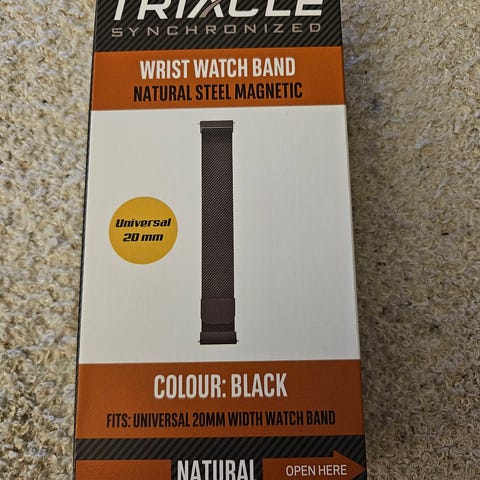 TRIXCLE
SYNCHRONIZED
WRIST WATCH BAND
NATURAL STEEL MAGNETIC
Universal
20 mm
COLOUR: BLACK
FITS: UNIVERSAL 20MM WIDTH WATCH BAND
NATURAL
OPEN HERE